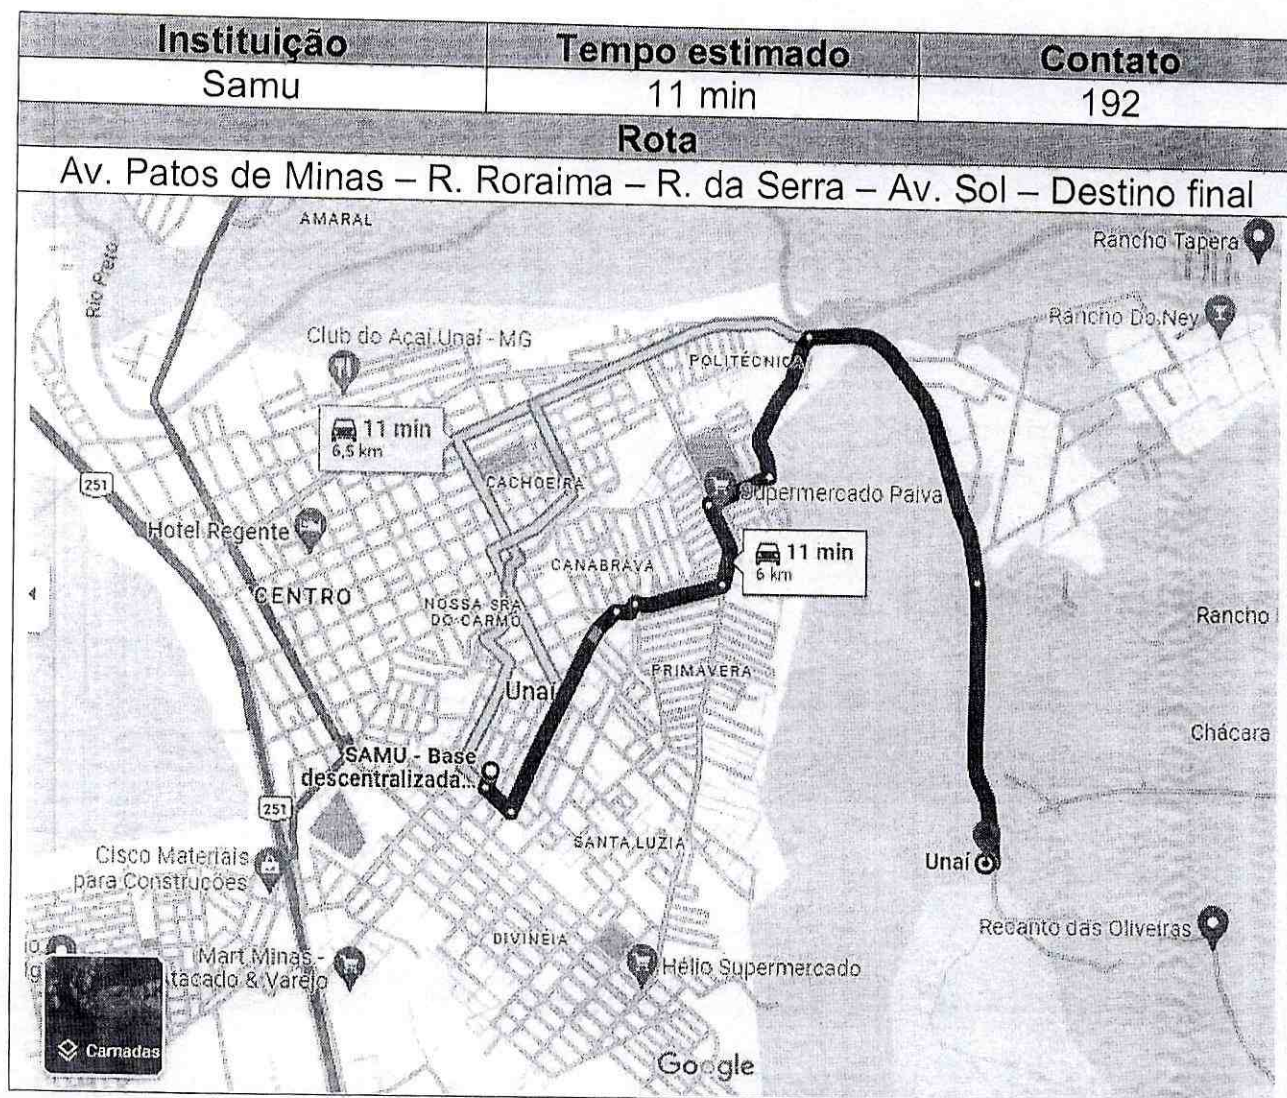 Instituição Tempo estimado Contato
Samu 11 min 192
Rota
Av. Patos de Minas – R. Roraima – R. da Serra – Av. Sol – Destino final
AMARAL
Rancho Tapera
Rio Preto
Rancho Do Ney
Club do Açaí Unaí - MG
POLITÉCNICA
11 min
6,5 km
251
CACHOEIRA
Supermercado Paiva
Hotel Regente
11 min
6 km
CANABRAVA
CENTRO
NOSSA SRA
DO CARMO
Rancho
PRIMAVERA
Unaí
Chácara
SAMU - Base
descentralizada...
251
SANTA LUZIA
Cisco Materiais
para Construções
Unaí
Recanto das Oliveiras
DIVINÉIA
Mart Minas -
tacado & Varejo
Hélio Supermercado
Camadas
Google